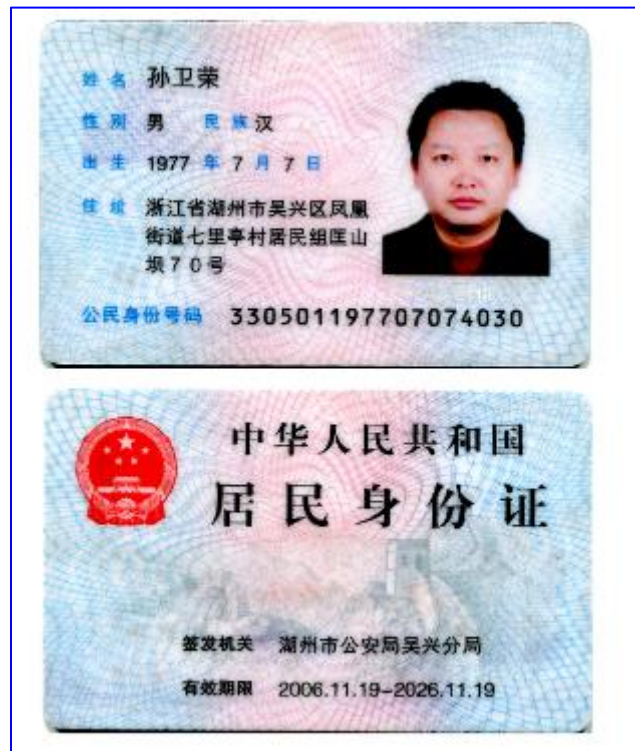 姓名 孙卫荣
性别 男 民族 汉
出生 1977 年 7 月 7 日
住址 浙江省湖州市吴兴区凤凰
街道七里亭村居民组匡山
坝70号
公民身份号码 330501197707074030
中华人民共和国
居民身份证
签发机关 湖州市公安局吴兴分局
有效期限 2006.11.19-2026.11.19